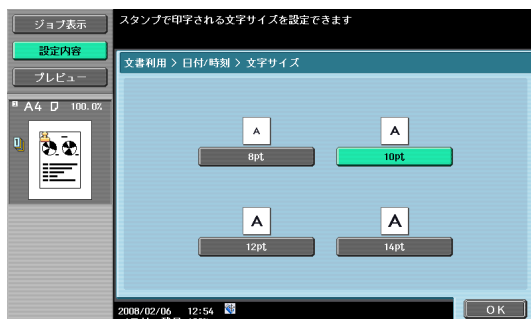 ジョブ表示
スタンプで印字される文字サイズを設定できます
設定内容
プレビュー
文書利用 > 日付/時刻 > 文字サイズ
A4 100.0%
A
8pt
A
10pt
A
12pt
A
14pt
2008/02/06 12:54
OK